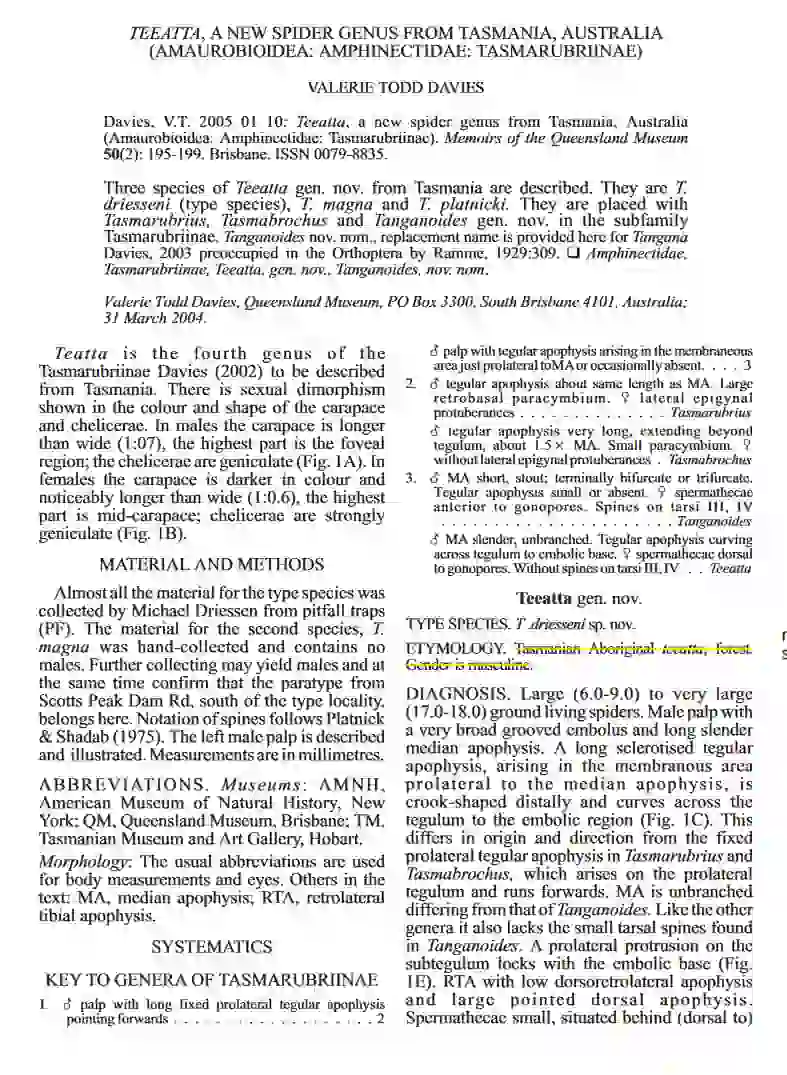 TEEATTA, A NEW SPIDER GENUS FROM TASMANIA, AUSTRALIA
(AMAUROBIOIDEA: AMPHINECTIDAE: TASMARUBRIINAE)
VALERIE TODD DAVIES
Davies, V.T. 2005 01 10: Teeatta, a new spider genus from Tasmania, Australia
(Amaurobioidea: Amphinectidae: Tasmarubriinae). Memoirs of the Queensland Museum
50(2): 195-199. Brisbane. ISSN 0079-8835.
Three species of Teeatta gen. nov. from Tasmania are described. They are T.
driesseni (type species), T. magna and T. platnicki. They are placed with
Tasmarubrius, Tasmabrochus and Tanganoides gen. nov. in the subfamily
Tasmarubriinae. Tanganoides nov. nom., replacement name is provided here for Tangana
Davies, 2003 preoccupied in the Orthoptera by Ramme, 1929:309. ❑ Amphinectidae,
Tasmarubriinae, Teeatta, gen. nov., Tanganoides, nov. nom.
Valerie Todd Davies, Queensland Museum, PO Box 3300, South Brisbane 4101, Australia;
31 March 2004.
Teatta is the fourth genus of the
Tasmarubriinae Davies (2002) to be described
from Tasmania. There is sexual dimorphism
shown in the colour and shape of the carapace
and chelicerae. In males the carapace is longer
than wide (1:07), the highest part is the foveal
region; the chelicerae are geniculate (Fig. 1A). In
females the carapace is darker in colour and
noticeably longer than wide (1:0.6), the highest
part is mid-carapace; chelicerae are strongly
geniculate (Fig. 1B).
MATERIAL AND METHODS
Almost all the material for the type species was
collected by Michael Driessen from pitfall traps
(PF). The material for the second species, T.
magna was hand-collected and contains no
males. Further collecting may yield males and at
the same time confirm that the paratype from
Scotts Peak Dam Rd, south of the type locality,
belongs here. Notation of spines follows Platnick
& Shadab (1975). The left male palp is described
and illustrated. Measurements are in millimetres.
ABBREVIATIONS. Museums: AMNH,
American Museum of Natural History, New
York; QM, Queensland Museum, Brisbane; TM,
Tasmanian Museum and Art Gallery, Hobart.
Morphology: The usual abbreviations are used
for body measurements and eyes. Others in the
text: MA, median apophysis; RTA, retrolateral
tibial apophysis.
SYSTEMATICS
KEY TO GENERA OF TASMARUBRIINAE
1. ♂ palp with long fixed prolateral tegular apophysis
pointing forwards . . . . . . . . . . . . . . . . . . . 2
♂ palp with tegular apophysis arising in the membraneous
area just prolateral to MA or occasionally absent. . . . . 3
2. ♂ tegular apophysis about same length as MA. Large
retrobasal paracymbium. ♀ lateral epigynal
protuberances . . . . . . . . . . . . . . . Tasmarubrius
♂ tegular apophysis very long, extending beyond
tegulum, about 1.5× MA. Small paracymbium. ♀
without lateral epigynal protuberances . Tasmabrochus
3. ♂ MA short, stout; terminally bifurcate or trifurcate.
Tegular apophysis small or absent. ♀ spermathecae
anterior to gonopores. Spines on tarsi III, IV
. . . . . . . . . . . . . . . . . . . . . . . Tanganoides
♂ MA slender, unbranched. Tegular apophysis curving
across tegulum to embolic base. ♀ spermathecae dorsal
to gonopores. Without spines on tarsi III, IV . . Teeatta
Teeatta gen. nov.
TYPE SPECIES. T .driesseni sp. nov.
ETYMOLOGY. Tasmanian Aboriginal teeatta, forest.
Gender is masculine.
DIAGNOSIS. Large (6.0-9.0) to very large
(17.0-18.0) ground living spiders. Male palp with
a very broad grooved embolus and long slender
median apophysis. A long sclerotised tegular
apophysis, arising in the membranous area
prolateral to the median apophysis, is
crook-shaped distally and curves across the
tegulum to the embolic region (Fig. 1C). This
differs in origin and direction from the fixed
prolateral tegular apophysis in Tasmarubrius and
Tasmabrochus, which arises on the prolateral
tegulum and runs forwards. MA is unbranched
differing from that of Tanganoides. Like the other
genera it also lacks the small tarsal spines found
in Tanganoides. A prolateral protrusion on the
subtegulum locks with the embolic base (Fig.
1E). RTA with low dorsoretrolateral apophysis
and large pointed dorsal apophysis.
Spermathecae small, situated behind (dorsal to)